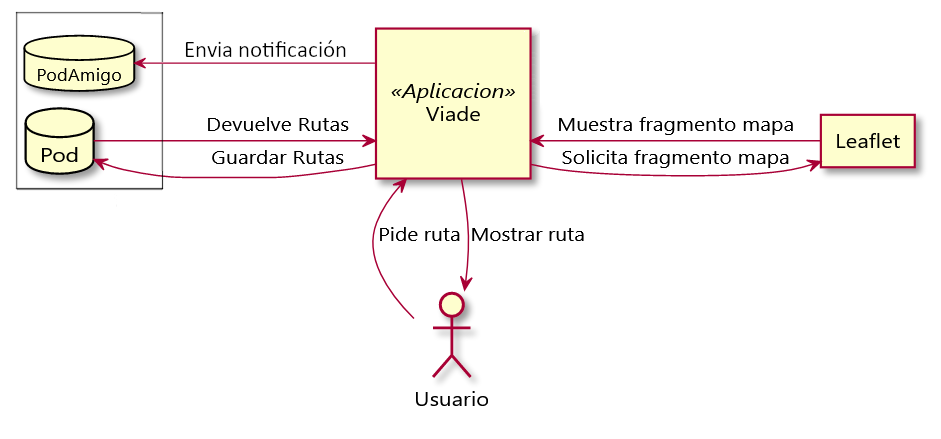 Envia notificación
PodAmigo
«Aplicacion»
Viade
Devuelve Rutas
Muestra fragmento mapa
Leaflet
Pod
Guardar Rutas
Solicita fragmento mapa
Pide ruta
Mostrar ruta
Usuario